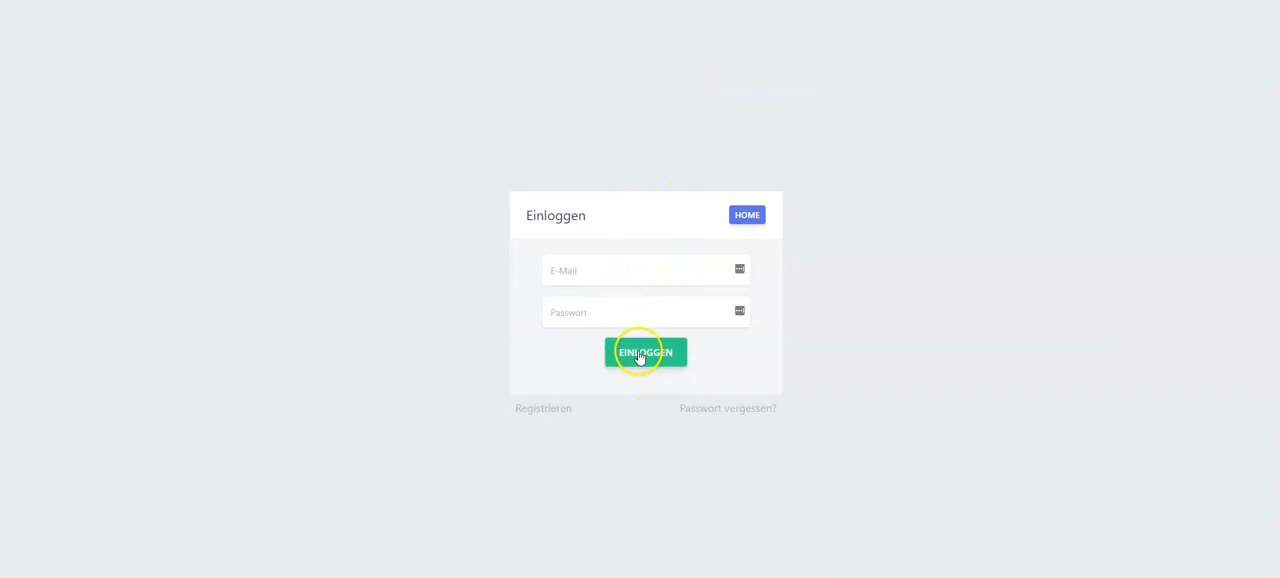 Einloggen
HOME
E-Mail
Passwort
EINLOGGEN
Registrieren
Passwort vergessen?